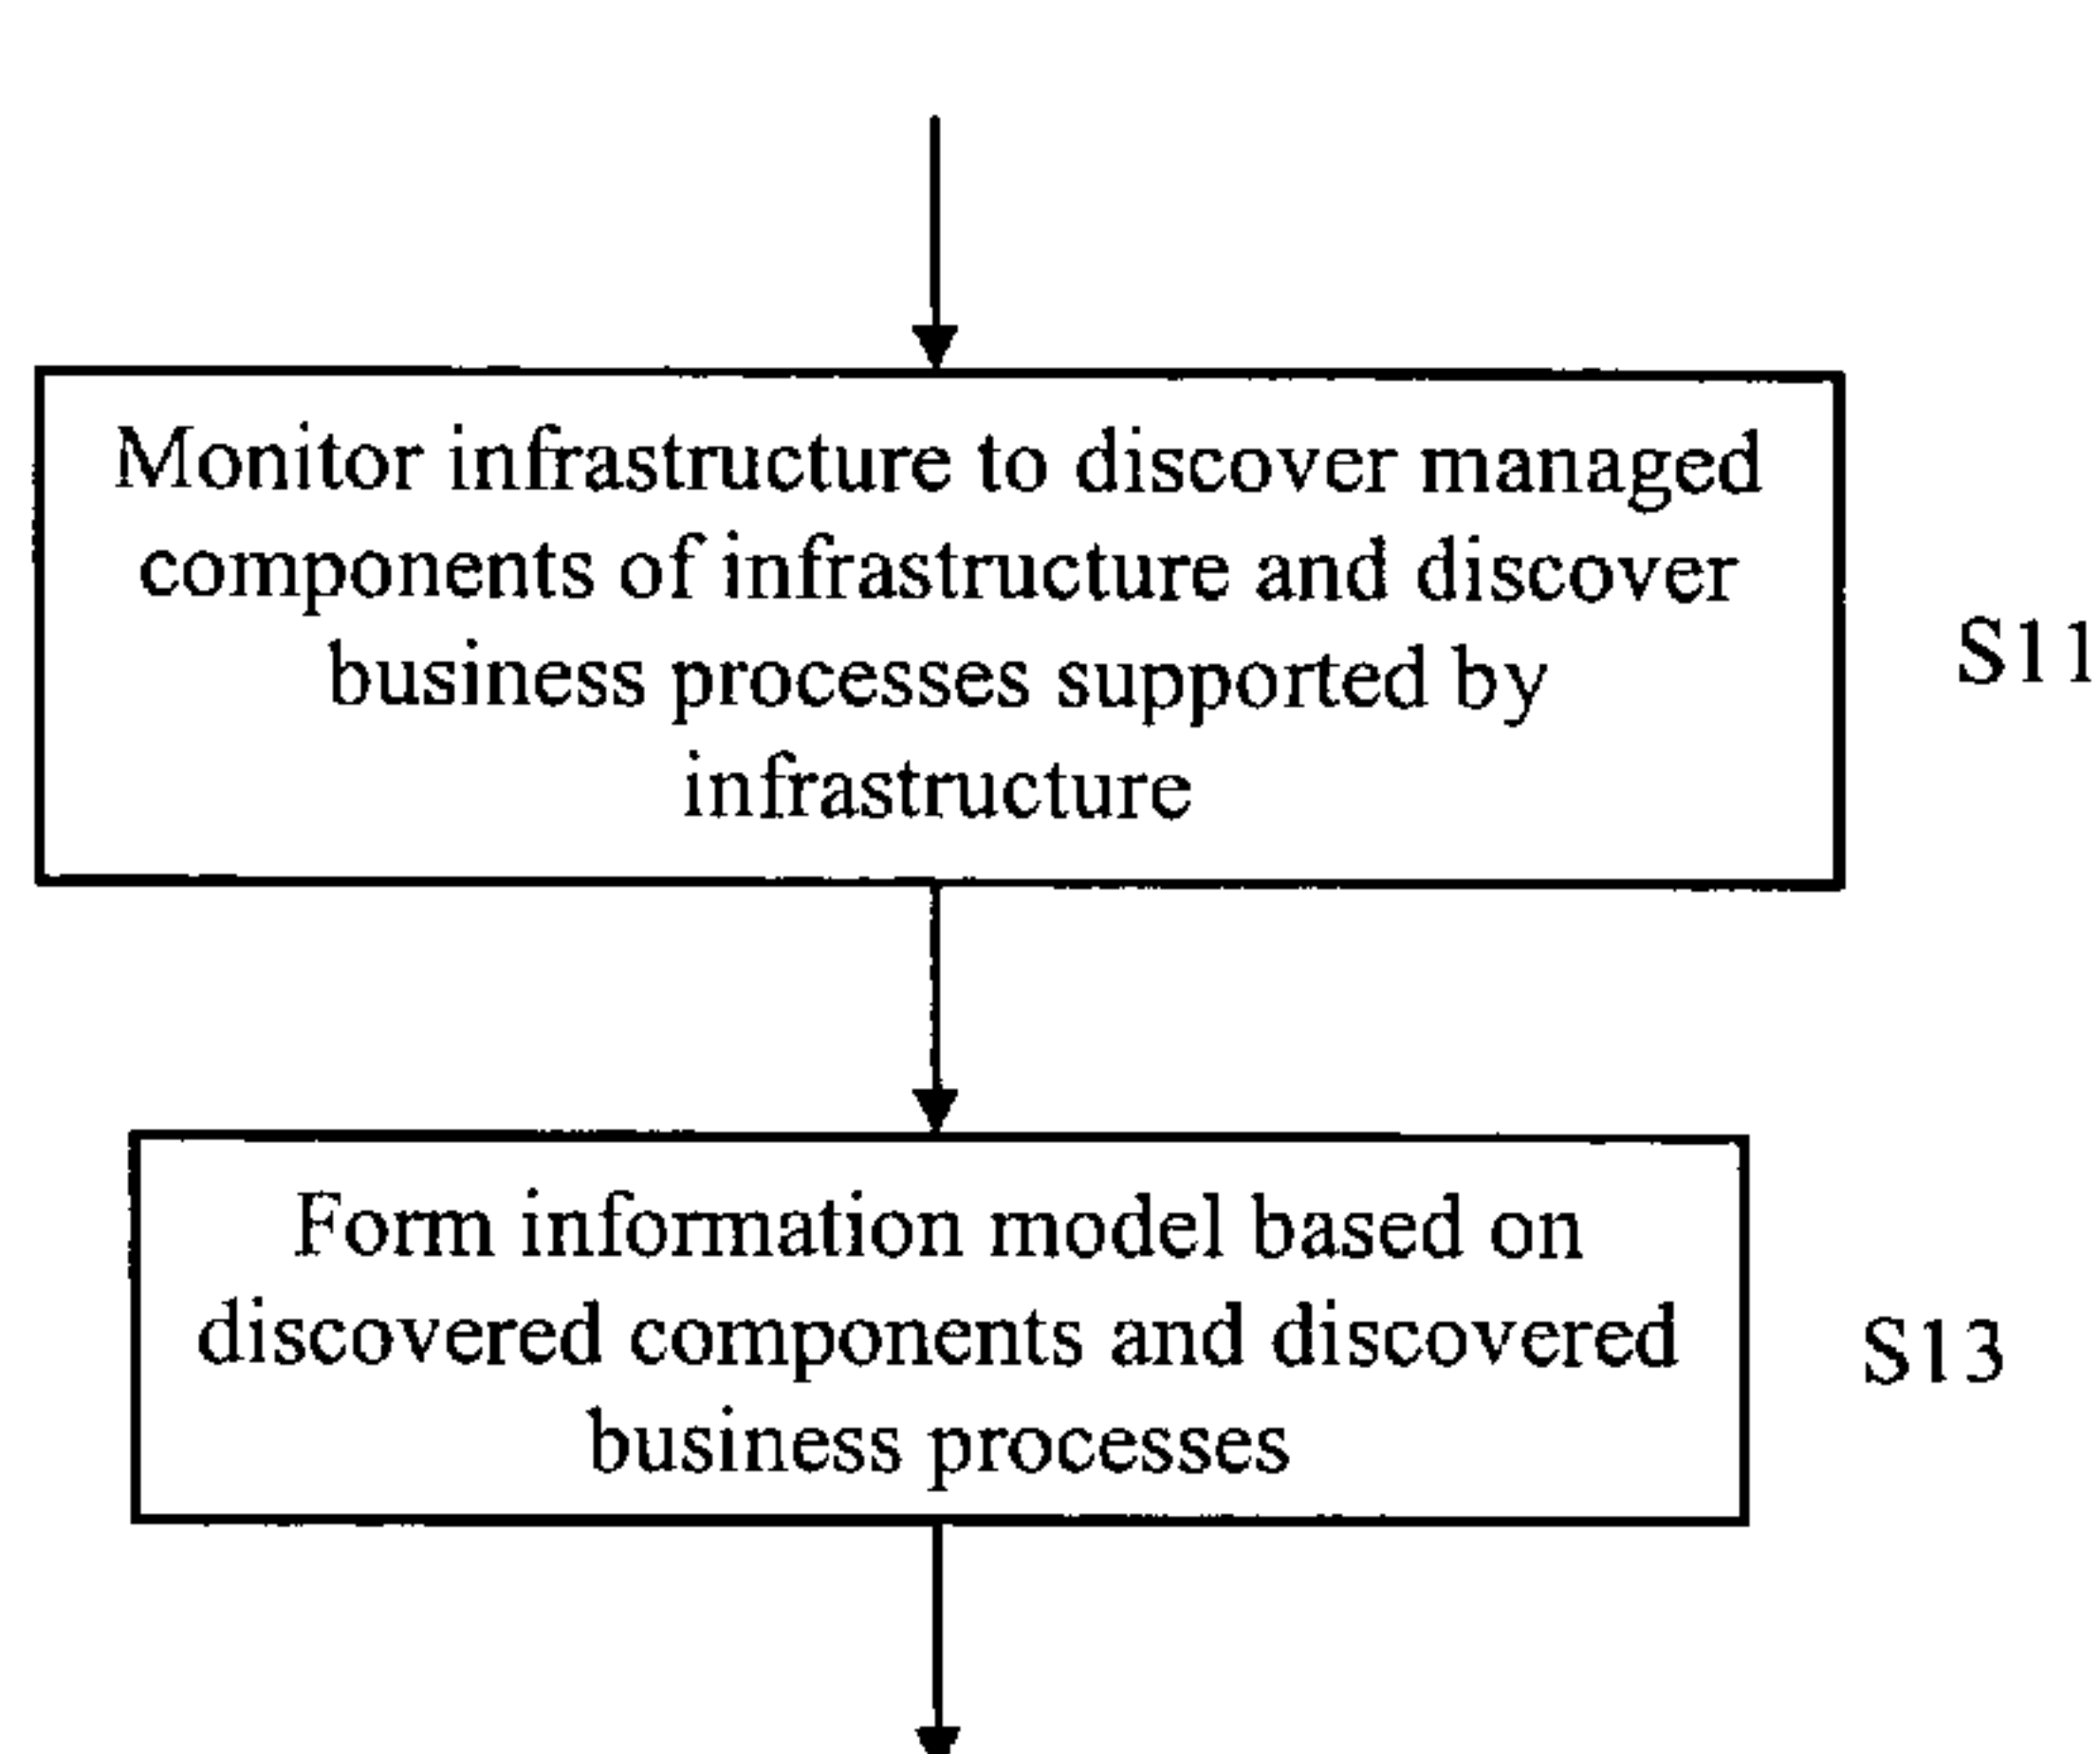 Monitor infrastructure to discover managed
components of infrastructure and discover
business processes supported by
infrastructure
S11
Form information model based on
discovered components and discovered
business processes
S13